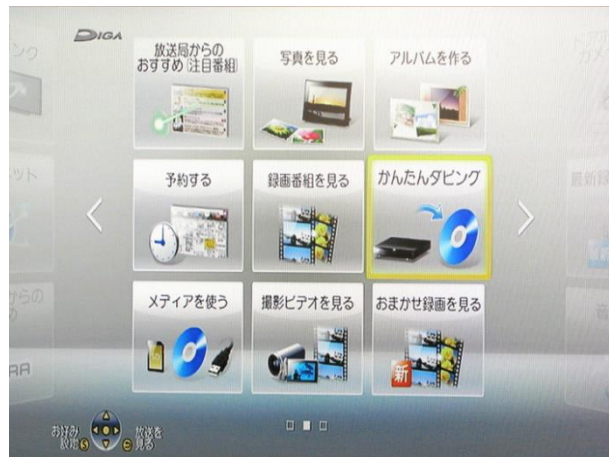 DIGA
放送局からの
おすすめ(注目番組)
写真を見る
アルバムを作る
予約する
録画番組を見る
かんたんダビング
メディアを使う
撮影ビデオを見る
おまかせ録画を見る
新
お好み
設定S
放送を
見る